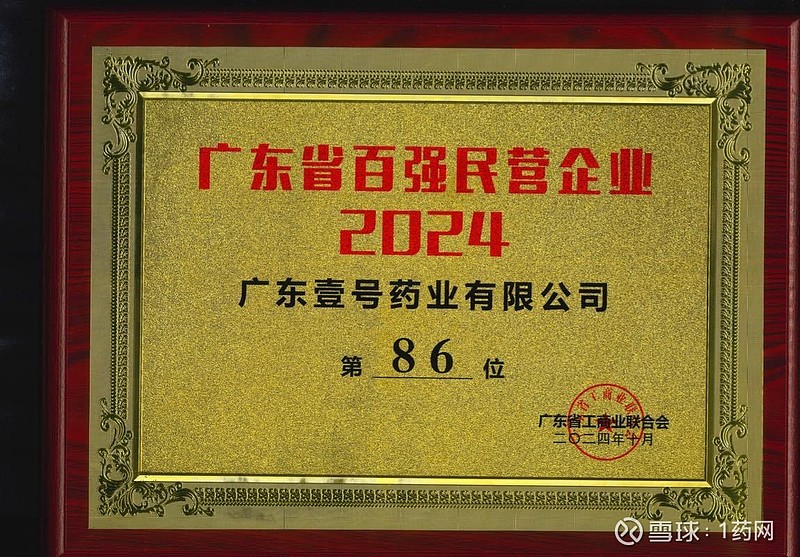 广东省百强民营企业
2024
广东壹号药业有限公司
第 86 位
广东省工商业联合会
二〇二四年十月
雪球：1药网